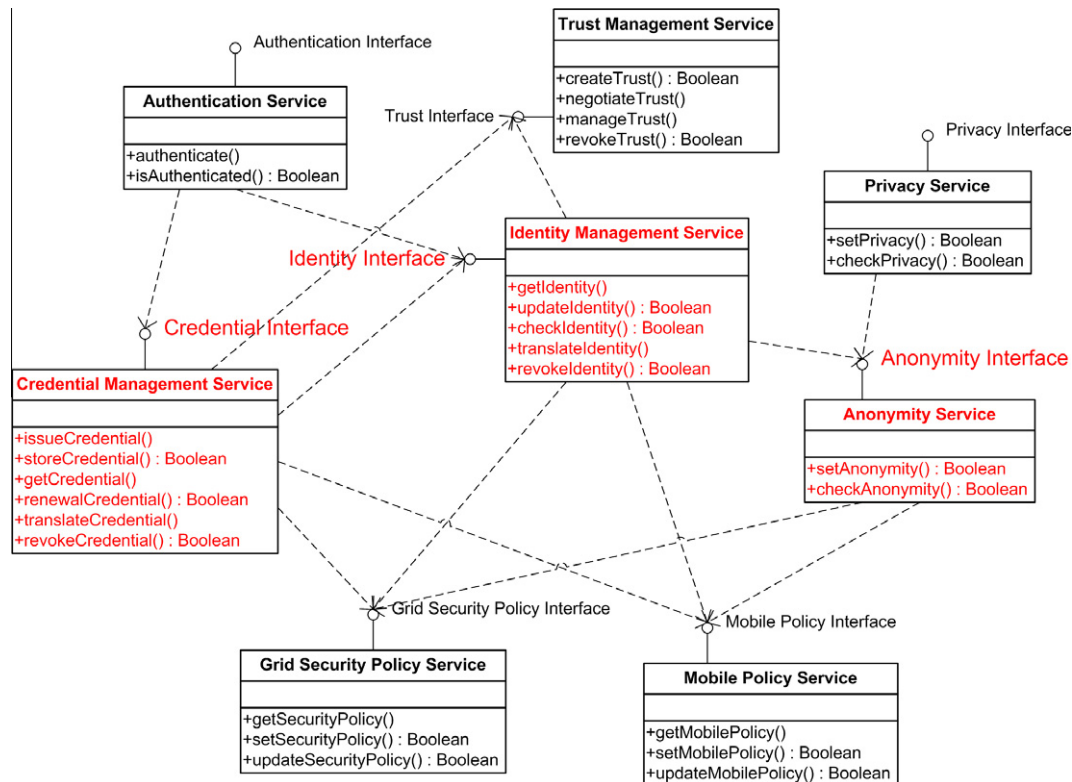 Trust Management Service
+createTrust() : Boolean
+negotiateTrust()
+manageTrust()
+revokeTrust() : Boolean
Authentication Interface
Authentication Service
+authenticate()
+isAuthenticated() : Boolean
Trust Interface
Privacy Interface
Privacy Service
+setPrivacy() : Boolean
+checkPrivacy() : Boolean
Identity Management Service
+getIdentity()
+updateIdentity() : Boolean
+checkIdentity() : Boolean
+translateIdentity()
+revokeIdentity() : Boolean
Identity Interface
Credential Interface
Credential Management Service
+issueCredential()
+storeCredential() : Boolean
+getCredential()
+renewalCredential() : Boolean
+translateCredential()
+revokeCredential() : Boolean
Anonymity Interface
Anonymity Service
+setAnonymity() : Boolean
+checkAnonymity() : Boolean
Grid Security Policy Interface
Grid Security Policy Service
+getSecurityPolicy()
+setSecurityPolicy() : Boolean
+updateSecurityPolicy() : Boolean
Mobile Policy Interface
Mobile Policy Service
+getMobilePolicy()
+setMobilePolicy() : Boolean
+updateMobilePolicy() : Boolean